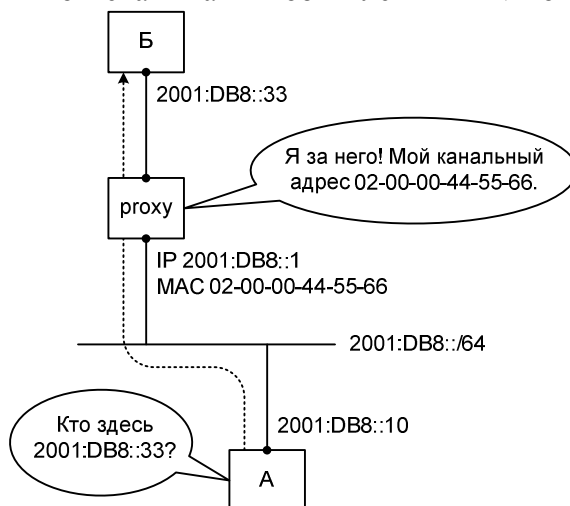 Б
2001:DB8::33
Я за него! Мой канальный
адрес 02-00-00-44-55-66.
proxy
IP 2001:DB8::1
MAC 02-00-00-44-55-66
2001:DB8::/64
2001:DB8::10
Кто здесь
2001:DB8::33?
А